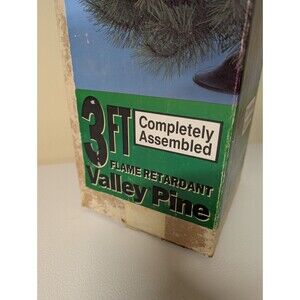 3FT
Completely
Assembled
FLAME RETARDANT
Valley Pine